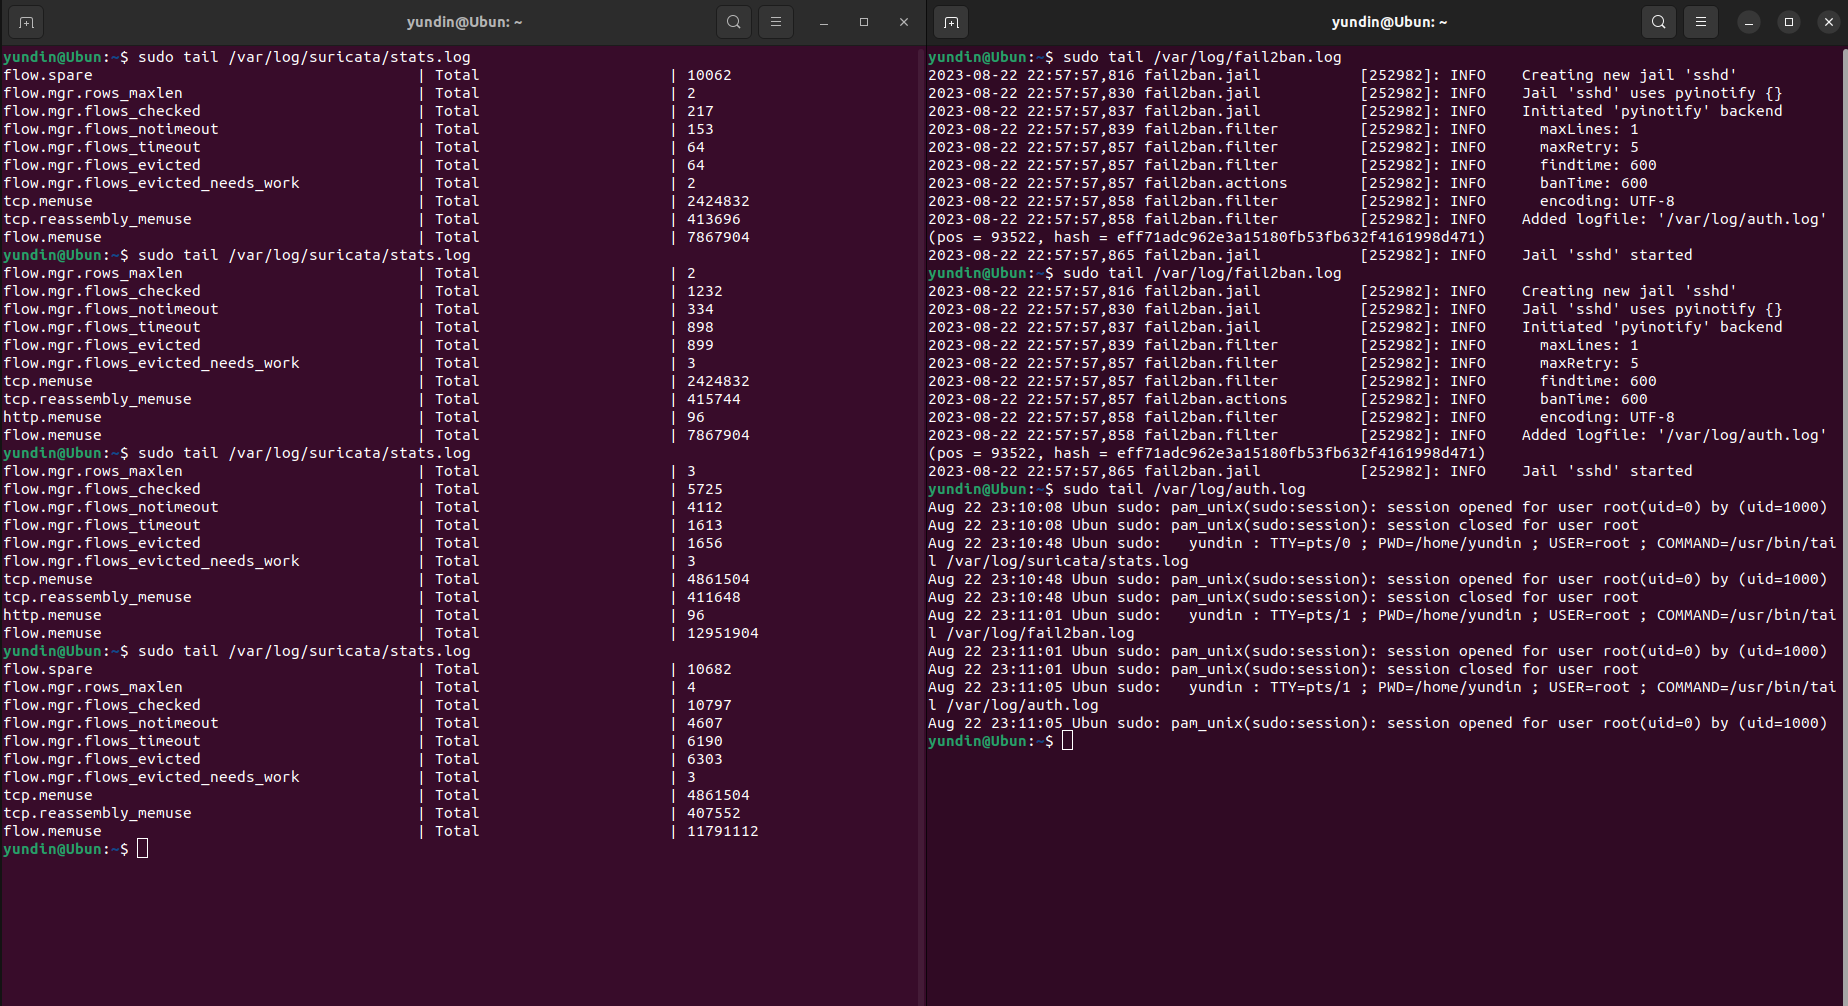 yundin@Ubun: ~
yundin@Ubun:~$ sudo tail /var/log/suricata/stats.log
flow.spare | Total | 10062
flow.mgr.rows_maxlen | Total | 2
flow.mgr.flows_checked | Total | 217
flow.mgr.flows_notimeout | Total | 153
flow.mgr.flows_timeout | Total | 64
flow.mgr.flows_evicted | Total | 64
flow.mgr.flows_evicted_needs_work | Total | 2
tcp.memuse | Total | 2424832
tcp.reassembly_memuse | Total | 413696
flow.memuse | Total | 7867904
yundin@Ubun:~$ sudo tail /var/log/suricata/stats.log
flow.mgr.rows_maxlen | Total | 2
flow.mgr.flows_checked | Total | 1232
flow.mgr.flows_notimeout | Total | 334
flow.mgr.flows_timeout | Total | 898
flow.mgr.flows_evicted | Total | 899
flow.mgr.flows_evicted_needs_work | Total | 3
tcp.memuse | Total | 2424832
tcp.reassembly_memuse | Total | 415744
http.memuse | Total | 96
flow.memuse | Total | 7867904
yundin@Ubun:~$ sudo tail /var/log/suricata/stats.log
flow.mgr.rows_maxlen | Total | 3
flow.mgr.flows_checked | Total | 5725
flow.mgr.flows_notimeout | Total | 4112
flow.mgr.flows_timeout | Total | 1613
flow.mgr.flows_evicted | Total | 1656
flow.mgr.flows_evicted_needs_work | Total | 3
tcp.memuse | Total | 4861504
tcp.reassembly_memuse | Total | 411648
http.memuse | Total | 96
flow.memuse | Total | 12951904
yundin@Ubun:~$ sudo tail /var/log/suricata/stats.log
flow.spare | Total | 10682
flow.mgr.rows_maxlen | Total | 4
flow.mgr.flows_checked | Total | 10797
flow.mgr.flows_notimeout | Total | 4607
flow.mgr.flows_timeout | Total | 6190
flow.mgr.flows_evicted | Total | 6303
flow.mgr.flows_evicted_needs_work | Total | 3
tcp.memuse | Total | 4861504
tcp.reassembly_memuse | Total | 407552
flow.memuse | Total | 11791112
yundin@Ubun:~$
yundin@Ubun: ~
yundin@Ubun:~$ sudo tail /var/log/fail2ban.log
2023-08-22 22:57:57,816 fail2ban.jail [252982]: INFO Creating new jail 'sshd'
2023-08-22 22:57:57,830 fail2ban.jail [252982]: INFO Jail 'sshd' uses pyinotify {}
2023-08-22 22:57:57,837 fail2ban.jail [252982]: INFO Initiated 'pyinotify' backend
2023-08-22 22:57:57,839 fail2ban.filter [252982]: INFO maxLines: 1
2023-08-22 22:57:57,857 fail2ban.filter [252982]: INFO maxRetry: 5
2023-08-22 22:57:57,857 fail2ban.filter [252982]: INFO findtime: 600
2023-08-22 22:57:57,857 fail2ban.actions [252982]: INFO banTime: 600
2023-08-22 22:57:57,858 fail2ban.filter [252982]: INFO encoding: UTF-8
2023-08-22 22:57:57,858 fail2ban.filter [252982]: INFO Added logfile: '/var/log/auth.log'
(pos = 93522, hash = eff71adc962e3a15180fb53fb632f4161998d471)
2023-08-22 22:57:57,865 fail2ban.jail [252982]: INFO Jail 'sshd' started
yundin@Ubun:~$ sudo tail /var/log/fail2ban.log
2023-08-22 22:57:57,816 fail2ban.jail [252982]: INFO Creating new jail 'sshd'
2023-08-22 22:57:57,830 fail2ban.jail [252982]: INFO Jail 'sshd' uses pyinotify {}
2023-08-22 22:57:57,837 fail2ban.jail [252982]: INFO Initiated 'pyinotify' backend
2023-08-22 22:57:57,839 fail2ban.filter [252982]: INFO maxLines: 1
2023-08-22 22:57:57,857 fail2ban.filter [252982]: INFO maxRetry: 5
2023-08-22 22:57:57,857 fail2ban.filter [252982]: INFO findtime: 600
2023-08-22 22:57:57,857 fail2ban.actions [252982]: INFO banTime: 600
2023-08-22 22:57:57,858 fail2ban.filter [252982]: INFO encoding: UTF-8
2023-08-22 22:57:57,858 fail2ban.filter [252982]: INFO Added logfile: '/var/log/auth.log'
(pos = 93522, hash = eff71adc962e3a15180fb53fb632f4161998d471)
2023-08-22 22:57:57,865 fail2ban.jail [252982]: INFO Jail 'sshd' started
yundin@Ubun:~$ sudo tail /var/log/auth.log
Aug 22 23:10:08 Ubun sudo: pam_unix(sudo:session): session opened for user root(uid=0) by (uid=1000)
Aug 22 23:10:08 Ubun sudo: pam_unix(sudo:session): session closed for user root
Aug 22 23:10:48 Ubun sudo: yundin : TTY=pts/0 ; PWD=/home/yundin ; USER=root ; COMMAND=/usr/bin/tai
l /var/log/suricata/stats.log
Aug 22 23:10:48 Ubun sudo: pam_unix(sudo:session): session opened for user root(uid=0) by (uid=1000)
Aug 22 23:10:48 Ubun sudo: pam_unix(sudo:session): session closed for user root
Aug 22 23:11:01 Ubun sudo: yundin : TTY=pts/1 ; PWD=/home/yundin ; USER=root ; COMMAND=/usr/bin/tai
l /var/log/fail2ban.log
Aug 22 23:11:01 Ubun sudo: pam_unix(sudo:session): session opened for user root(uid=0) by (uid=1000)
Aug 22 23:11:01 Ubun sudo: pam_unix(sudo:session): session closed for user root
Aug 22 23:11:05 Ubun sudo: yundin : TTY=pts/1 ; PWD=/home/yundin ; USER=root ; COMMAND=/usr/bin/tai
l /var/log/auth.log
Aug 22 23:11:05 Ubun sudo: pam_unix(sudo:session): session opened for user root(uid=0) by (uid=1000)
yundin@Ubun:~$